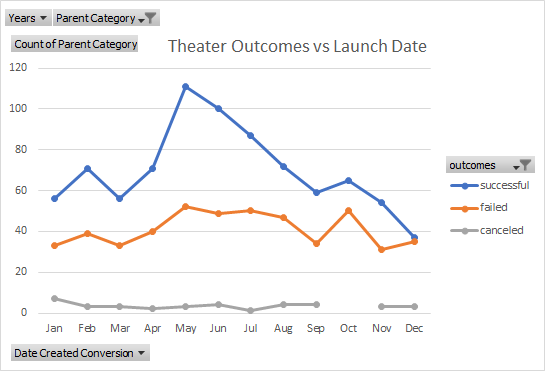 Years Parent Category
Count of Parent Category
Theater Outcomes vs Launch Date
120
100
80
60
40
20
0
outcomes
successful
failed
canceled
Jan Feb Mar Apr May Jun Jul Aug Sep Oct Nov Dec
Date Created Conversion